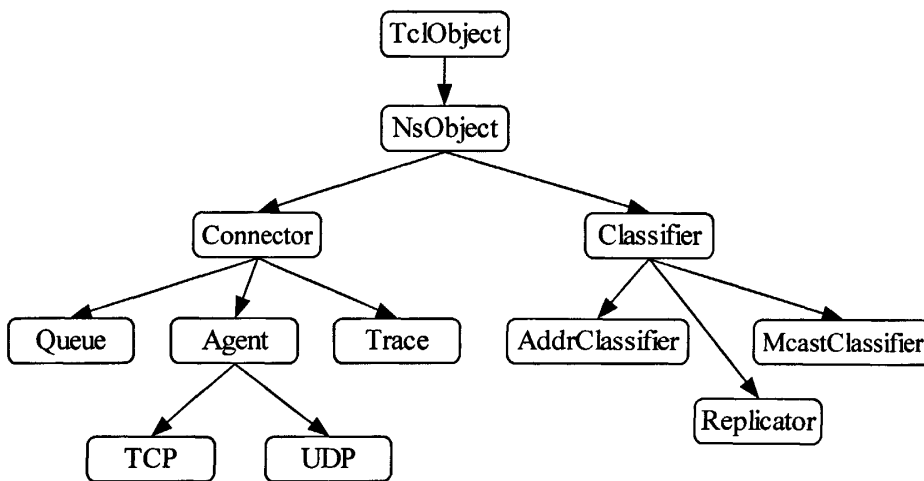 TclObject
NsObject
Connector
Classifier
Queue
Agent
Trace
AddrClassifier
McastClassifier
Replicator
TCP
UDP